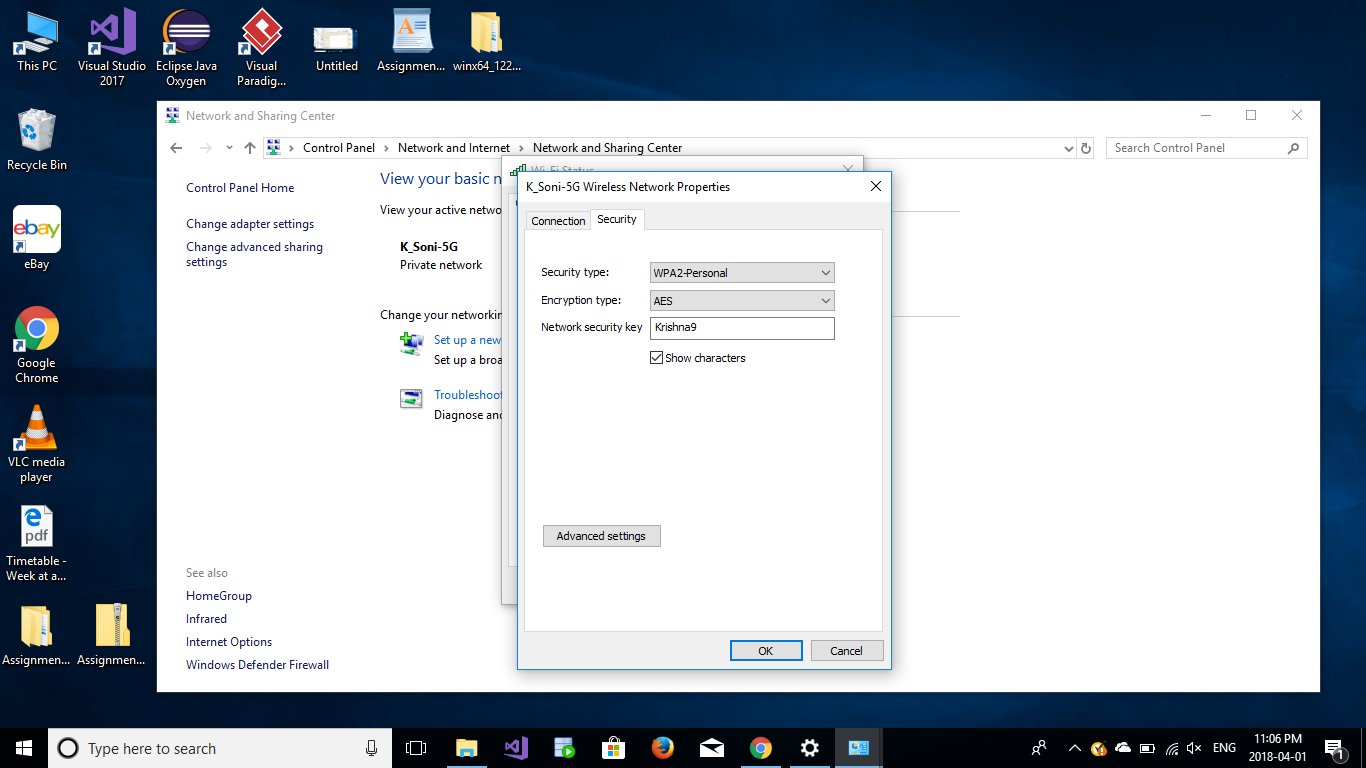 This PC
Visual Studio
2017
Eclipse Java
Oxygen
Visual
Paradig...
Untitled
Assignmen...
winx64_122...
Recycle Bin
ebay
eBay
Google
Chrome
VLC media
player
pdf
Timetable -
Week at a...
Assignmen...
Assignmen...
Network and Sharing Center
Control Panel
Network and Internet
Network and Sharing Center
Search Control Panel
Control Panel Home
Change adapter settings
Change advanced sharing
settings
View your basic n
View your active netwo
K_Soni-5G
Private network
Change your networkin
Set up a new
Set up a broa
Troubleshoot
Diagnose and
See also
HomeGroup
Infrared
Internet Options
Windows Defender Firewall
Wi-Fi Status
K_Soni-5G Wireless Network Properties
Connection
Security
Security type:
WPA2-Personal
Encryption type:
AES
Network security key
Krishna9
Show characters
Advanced settings
OK
Cancel
Type here to search
ENG
11:06 PM
2018-04-01
1